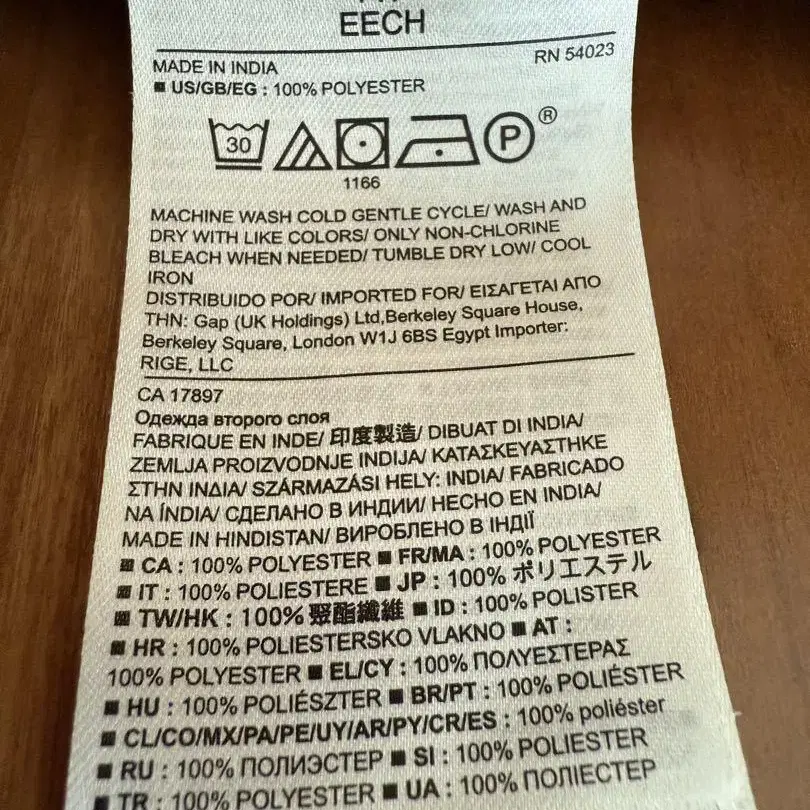 EECH
RN 54023
MADE IN INDIA
■ US/GB/EG : 100% POLYESTER
30
P ®
1166
MACHINE WASH COLD GENTLE CYCLE/ WASH AND
DRY WITH LIKE COLORS/ ONLY NON-CHLORINE
BLEACH WHEN NEEDED/ TUMBLE DRY LOW/ COOL
IRON
DISTRIBUIDO POR/ IMPORTED FOR/ ΕΙΣΑΓΕΤΑΙ ΑΠΟ
THN: Gap (UK Holdings) Ltd,Berkeley Square House,
Berkeley Square, London W1J 6BS Egypt Importer:
RIGE, LLC
CA 17897
Одежда второго слоя
FABRIQUE EN INDE/ 印度製造/ DIBUAT DI INDIA/
ZEMLJA PROIZVODNJE INDIJA/ ΚΑΤΑΣΚΕΥΑΣΤΗΚΕ
ΣΤΗΝ ΙΝΔΙΑ/ SZÁRMAZÁSI HELY: INDIA/ FABRICADO
NA ÍNDIA/ СДЕЛАНО В ИНДИИ/ HECHO EN INDIA/
MADE IN HINDISTAN/ ВИРОБЛЕНО В ІНДІЇ
■ CA : 100% POLYESTER ■ FR/MA : 100% POLYESTER
■ IT : 100% POLIESTERE ■ JP : 100% ポリエステル
■ TW/HK : 100% 聚酯纖維 ■ ID : 100% POLISTER
■ HR : 100% POLIESTERSKO VLAKNO ■ AT :
100% POLYESTER ■ EL/CY : 100% ΠΟΛΥΕΣΤΕΡΑΣ
■ HU : 100% POLIÉSZTER ■ BR/PT : 100% POLIÉSTER
■ CL/CO/MX/PA/PE/UY/AR/PY/CR/ES : 100% poliéster
■ RU : 100% ПОЛИЭСТЕР ■ SI : 100% POLIESTER
■ TR : 100% POLYESTER ■ UA : 100% ПОЛІЕСТЕР